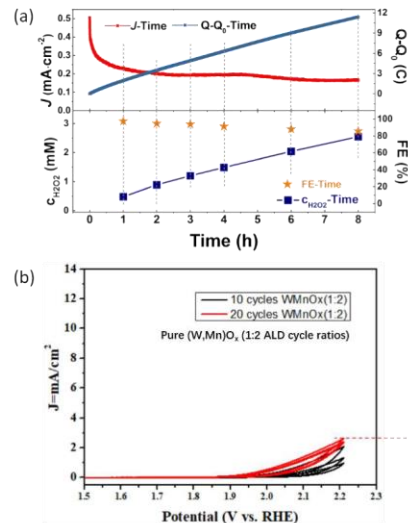 (a)
J-Time
Q-Q0-Time
J (mA·cm-2)
0.5
0.4
0.3
0.2
0.1
Q-Q0 (C)
12
9
6
3
0
-3
cH2O2 (mM)
3
2
1
0
FE (%)
100
80
60
40
20
0
FE-Time
cH2O2-Time
0 1 2 3 4 5 6 7 8
Time (h)
(b)
J=mA/cm2
14
12
10
8
6
4
2
0
10 cycles WMnOx(1:2)
20 cycles WMnOx(1:2)
Pure (W,Mn)Ox (1:2 ALD cycle ratios)
1.5 1.6 1.7 1.8 1.9 2.0 2.1 2.2 2.3
Potential (V vs. RHE)